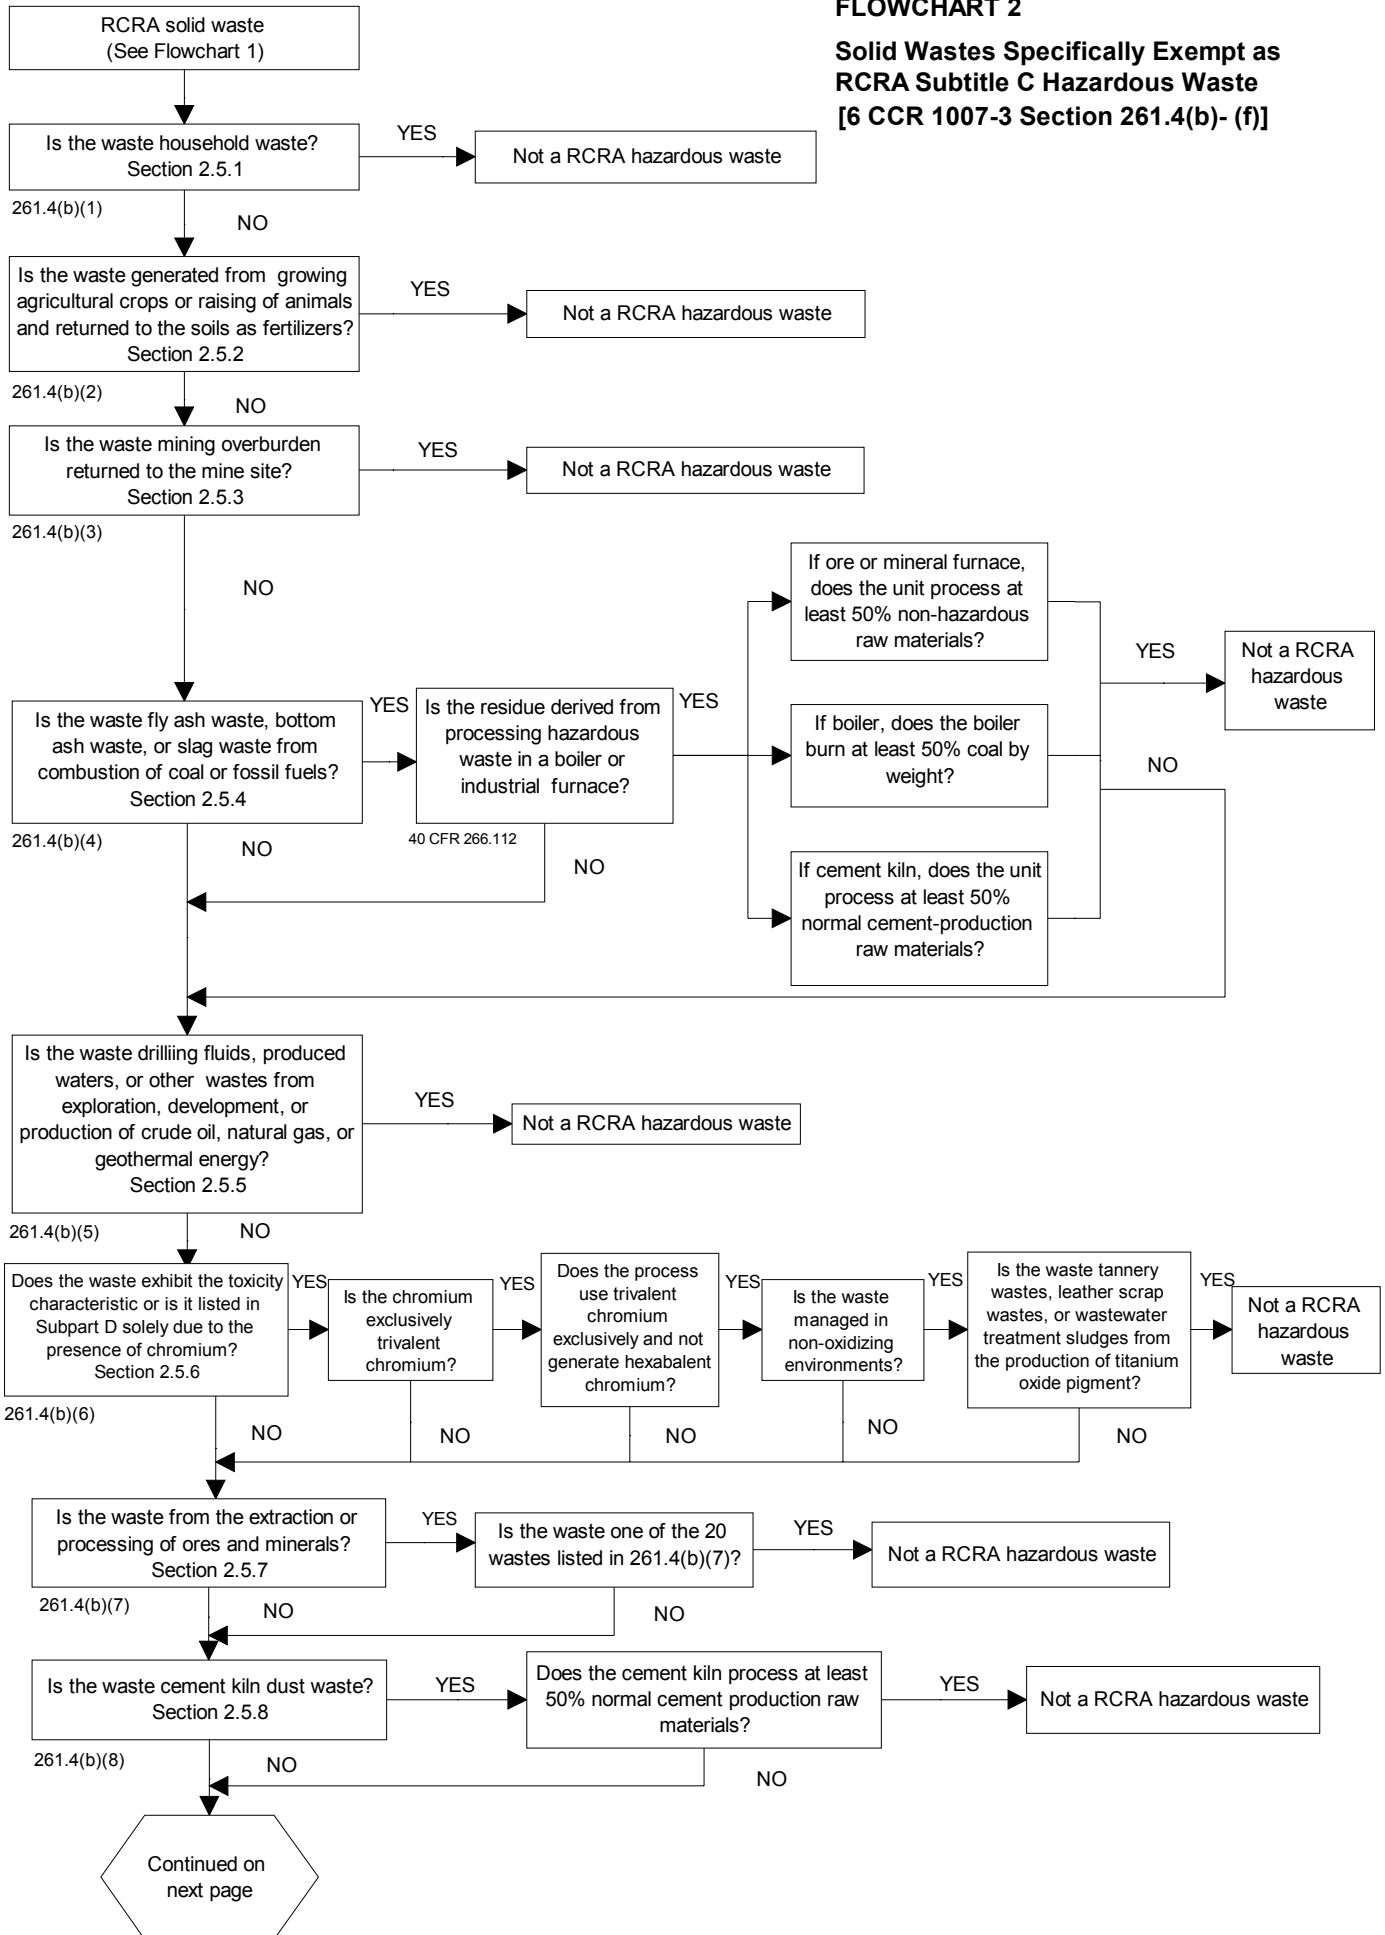 FLOWCHART 2
Solid Wastes Specifically Exempt as
RCRA Subtitle C Hazardous Waste
[6 CCR 1007-3 Section 261.4(b)- (f)]
RCRA solid waste
(See Flowchart 1)
Is the waste household waste?
Section 2.5.1
YES
Not a RCRA hazardous waste
261.4(b)(1)
NO
Is the waste generated from growing
agricultural crops or raising of animals
and returned to the soils as fertilizers?
Section 2.5.2
YES
Not a RCRA hazardous waste
261.4(b)(2)
NO
Is the waste mining overburden
returned to the mine site?
Section 2.5.3
YES
Not a RCRA hazardous waste
261.4(b)(3)
NO
Is the waste fly ash waste, bottom
ash waste, or slag waste from
combustion of coal or fossil fuels?
Section 2.5.4
YES
Is the residue derived from
processing hazardous
waste in a boiler or
industrial furnace?
YES
If ore or mineral furnace,
does the unit process at
least 50% non-hazardous
raw materials?
If boiler, does the boiler
burn at least 50% coal by
weight?
If cement kiln, does the unit
process at least 50%
normal cement-production
raw materials?
YES
Not a RCRA
hazardous
waste
NO
261.4(b)(4)
NO
40 CFR 266.112
NO
Is the waste drilliing fluids, produced
waters, or other wastes from
exploration, development, or
production of crude oil, natural gas, or
geothermal energy?
Section 2.5.5
YES
Not a RCRA hazardous waste
261.4(b)(5)
NO
Does the waste exhibit the toxicity
characteristic or is it listed in
Subpart D solely due to the
presence of chromium?
Section 2.5.6
YES
Is the chromium
exclusively
trivalent
chromium?
YES
Does the process
use trivalent
chromium
exclusively and not
generate hexabalent
chromium?
YES
Is the waste
managed in
non-oxidizing
environments?
YES
Is the waste tannery
wastes, leather scrap
wastes, or wastewater
treatment sludges from
the production of titanium
oxide pigment?
YES
Not a RCRA
hazardous
waste
261.4(b)(6)
NO
NO
NO
NO
NO
Is the waste from the extraction or
processing of ores and minerals?
Section 2.5.7
YES
Is the waste one of the 20
wastes listed in 261.4(b)(7)?
YES
Not a RCRA hazardous waste
261.4(b)(7)
NO
NO
Is the waste cement kiln dust waste?
Section 2.5.8
YES
Does the cement kiln process at least
50% normal cement production raw
materials?
YES
Not a RCRA hazardous waste
261.4(b)(8)
NO
NO
Continued on
next page